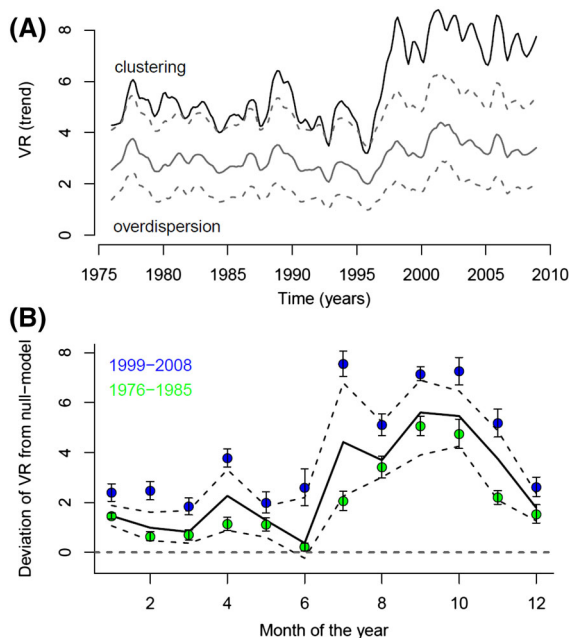 (A)
8
6
4
2
0
VR (trend)
clustering
overdispersion
1975 1980 1985 1990 1995 2000 2005 2010
Time (years)
(B)
8
6
4
2
0
Deviation of VR from null-model
1999-2008
1976-1985
2 4 6 8 10 12
Month of the year